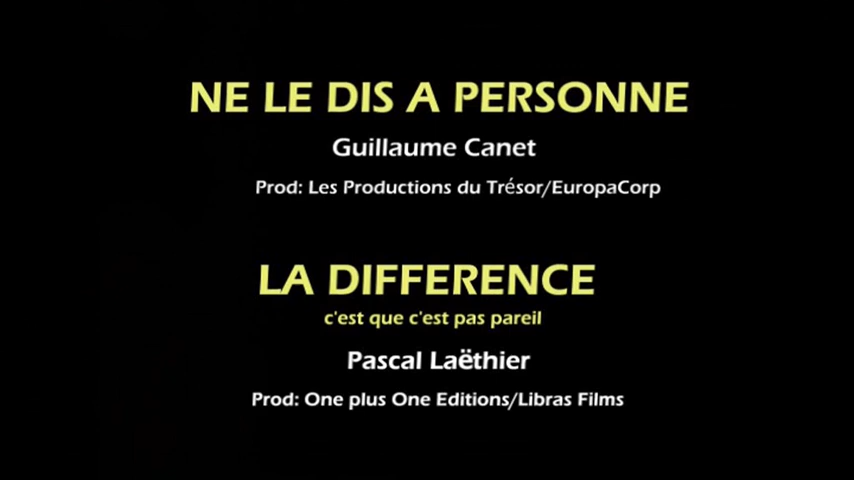 NE LE DIS A PERSONNE
Guillaume Canet
Prod: Les Productions du Trésor/EuropaCorp
LA DIFFERENCE
c'est que c'est pas pareil
Pascal Laëthier
Prod: One plus One Editions/Libras Films